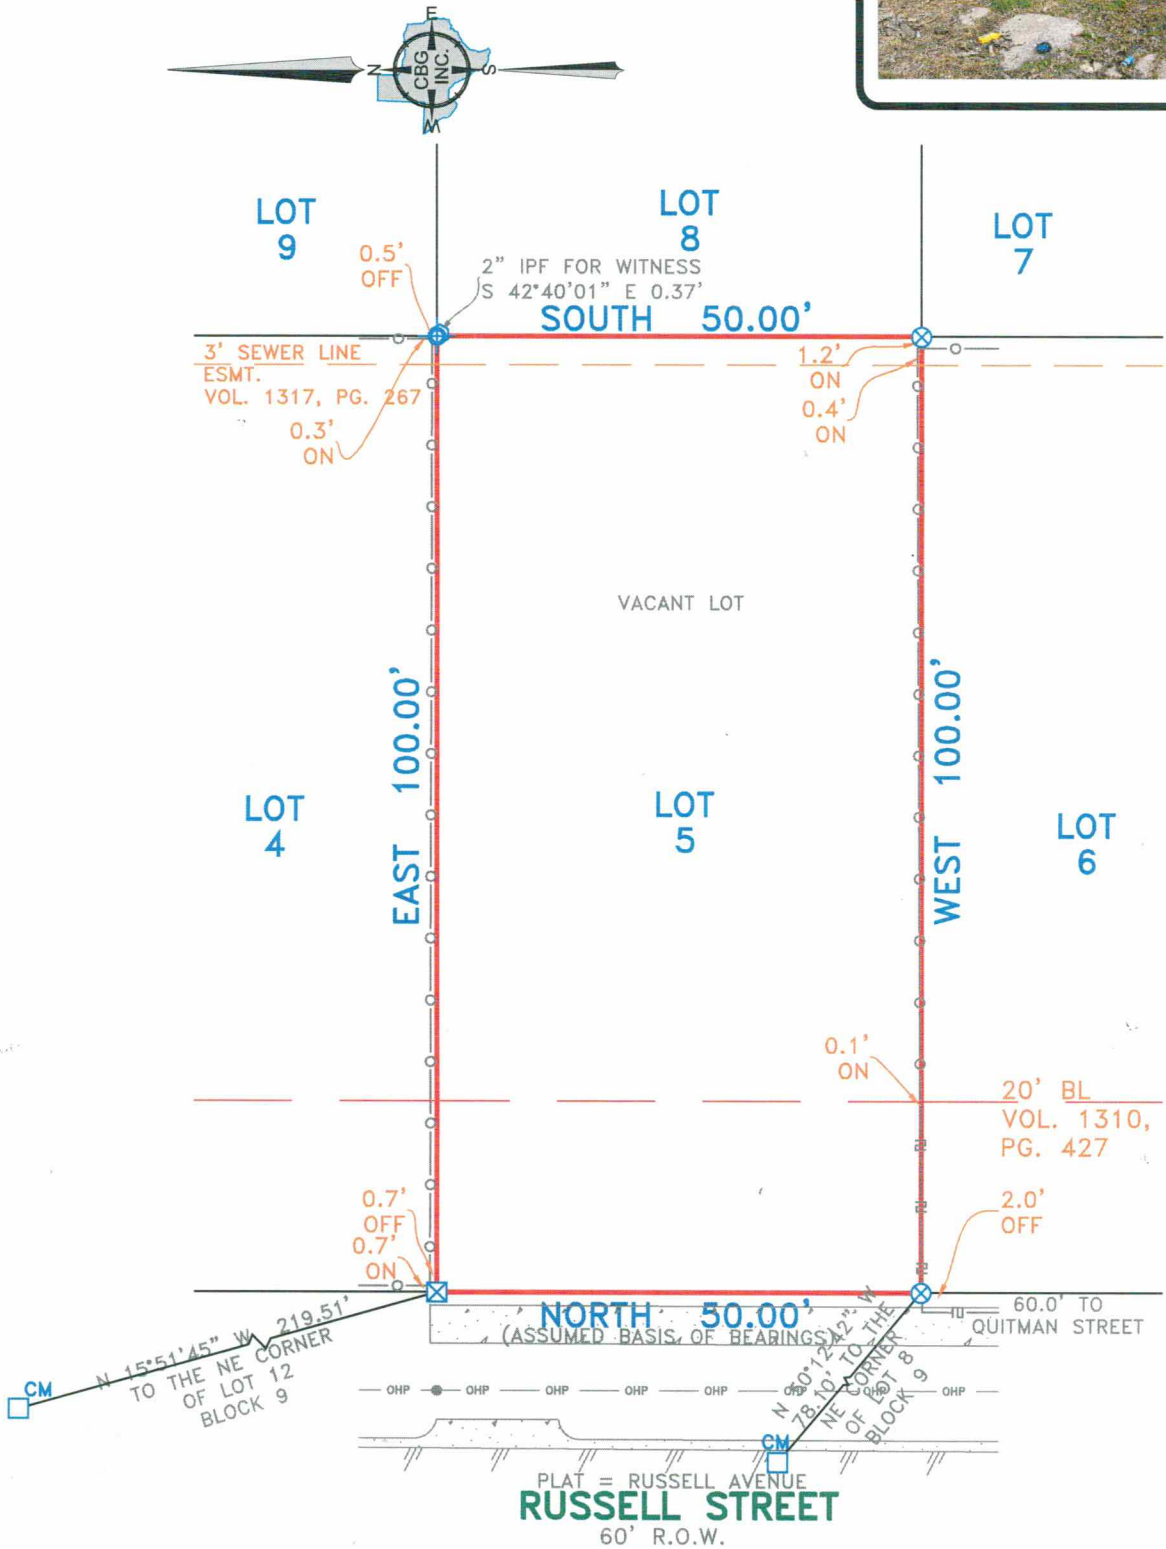 E
N
CBG
INC.
S
W
LOT
9
LOT
8
LOT
7
0.5'
OFF
2" IPF FOR WITNESS
S 42°40'01" E 0.37'
SOUTH 50.00'
3' SEWER LINE
ESMT.
VOL. 1317, PG. 267
0.3'
ON
1.2'
ON
0.4'
ON
VACANT LOT
EAST 100.00'
WEST 100.00'
LOT
4
LOT
5
LOT
6
0.1'
ON
20' BL
VOL. 1310,
PG. 427
0.7'
OFF
0.7'
ON
2.0'
OFF
NORTH 50.00'
(ASSUMED BASIS OF BEARINGS)
60.0' TO
QUITMAN STREET
N 15°51'45" W 219.51'
TO THE NE CORNER
OF LOT 12
BLOCK 9
CM
N 50°12'42" W
78.10' TO THE
NE CORNER
OF LOT 8
BLOCK 9
OHP OHP OHP OHP OHP OHP OHP OHP
CM
PLAT = RUSSELL AVENUE
RUSSELL STREET
60' R.O.W.